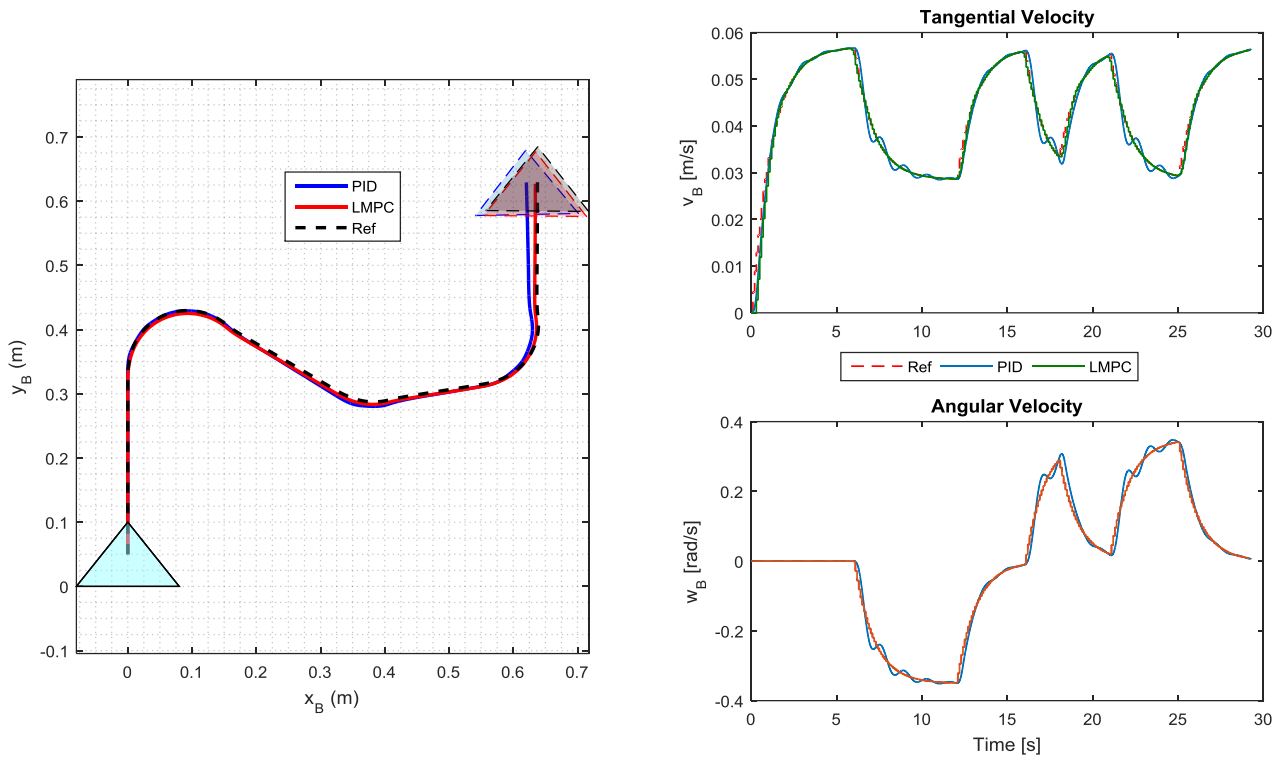 0.7
0.6
0.5
0.4
0.3
0.2
0.1
0
-0.1
y_B (m)
PID
LMPC
Ref
0 0.1 0.2 0.3 0.4 0.5 0.6 0.7
x_B (m)
Tangential Velocity
0.06
0.05
0.04
0.03
0.02
0.01
0
v_B [m/s]
0 5 10 15 20 25 30
Ref PID LMPC
Angular Velocity
0.4
0.2
0
-0.2
-0.4
w_B [rad/s]
0 5 10 15 20 25 30
Time [s]